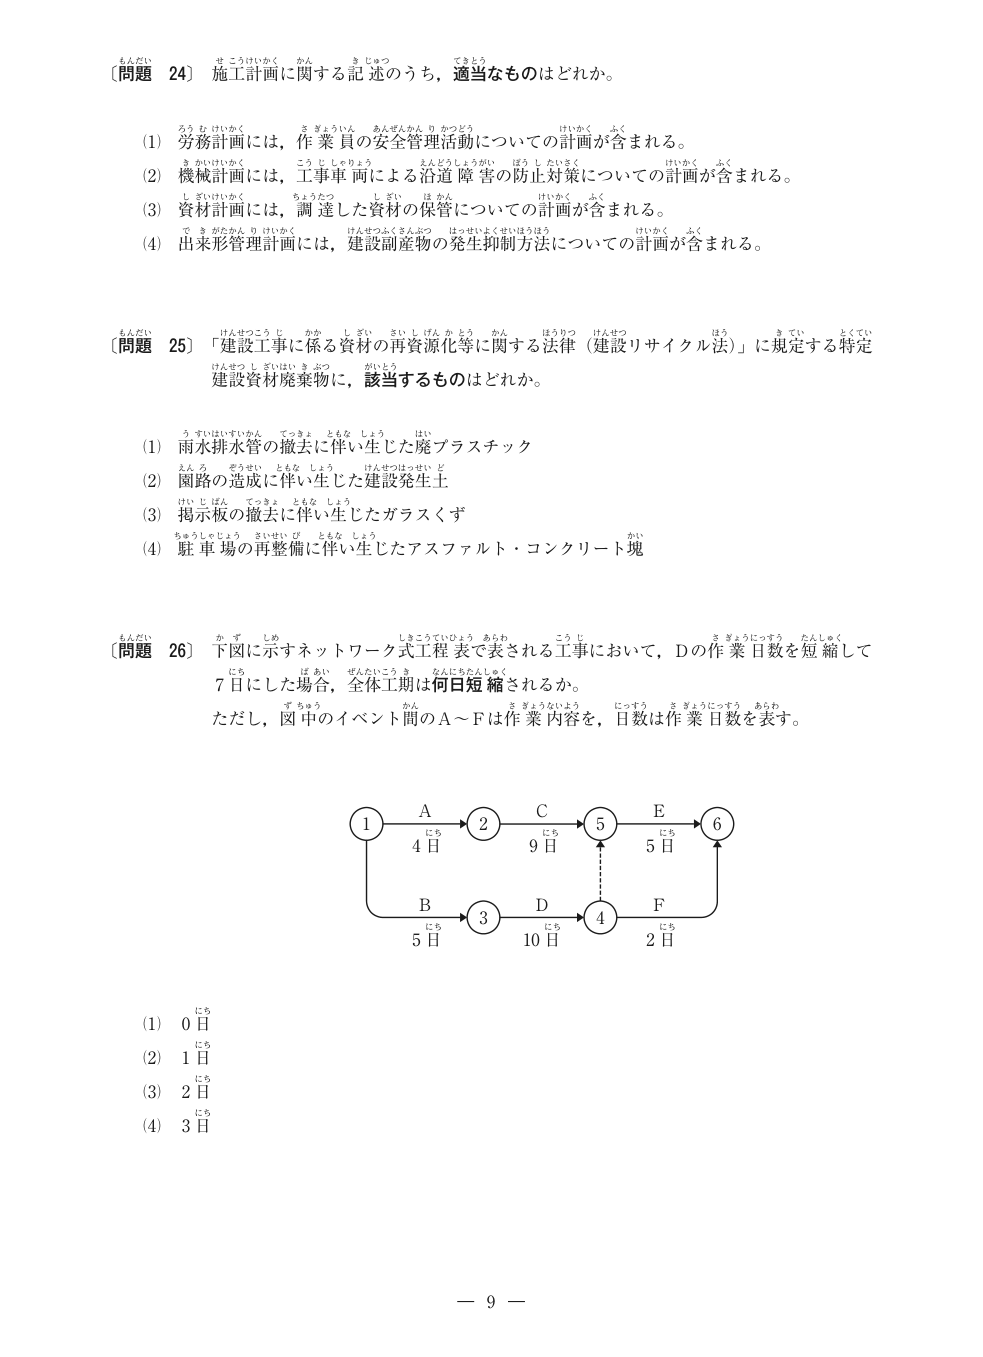 〔問題 24〕 施工計画に関する記述のうち，適当なものはどれか。
⑴ 労務計画には，作業員の安全管理活動についての計画が含まれる。
⑵ 機械計画には，工事車両による沿道障害の防止対策についての計画が含まれる。
⑶ 資材計画には，調達した資材の保管についての計画が含まれる。
⑷ 出来形管理計画には，建設副産物の発生抑制方法についての計画が含まれる。
〔問題 25〕 「建設工事に係る資材の再資源化等に関する法律（建設リサイクル法）」に規定する特定
建設資材廃棄物に，該当するものはどれか。
⑴ 雨水排水管の撤去に伴い生じた廃プラスチック
⑵ 園路の造成に伴い生じた建設発生土
⑶ 掲示板の撤去に伴い生じたガラスくず
⑷ 駐車場の再整備に伴い生じたアスファルト・コンクリート塊
〔問題 26〕 下図に示すネットワーク式工程表で表される工事において，Dの作業日数を短縮して
7日にした場合，全体工期は何日短縮されるか。
ただし，図中のイベント間のA～Fは作業内容を，日数は作業日数を表す。
A C E
1 2 5 6
4日 9日 5日
B D F
3 4
5日 10日 2日
⑴ 0日
⑵ 1日
⑶ 2日
⑷ 3日
― 9 ―